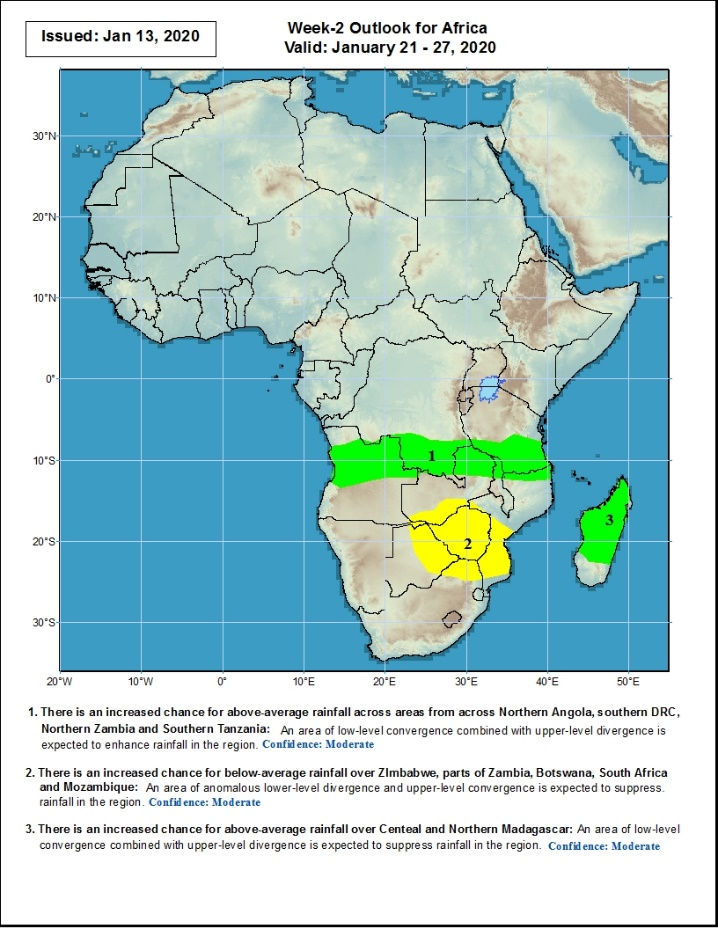 Issued: Jan 13, 2020
Week-2 Outlook for Africa
Valid: January 21 - 27, 2020
30°N
20°N
10°N
0°
10°S
20°S
30°S
1
2
3
20°W 10°W 0° 10°E 20°E 30°E 40°E 50°E
1. There is an increased chance for above-average rainfall across areas from across Northern Angola, southern DRC,
Northern Zambia and Southern Tanzania: An area of low-level convergence combined with upper-level divergence is
expected to enhance rainfall in the region. Confidence: Moderate
2. There is an increased chance for below-average rainfall over ZImbabwe, parts of Zambia, Botswana, South Africa
and Mozambique: An area of anomalous lower-level divergence and upper-level convergence is expected to suppress.
rainfall in the region. Confidence: Moderate
3. There is an increased chance for above-average rainfall over Centeal and Northern Madagascar: An area of low-level
convergence combined with upper-level divergence is expected to suppress rainfall in the region. Confidence: Moderate